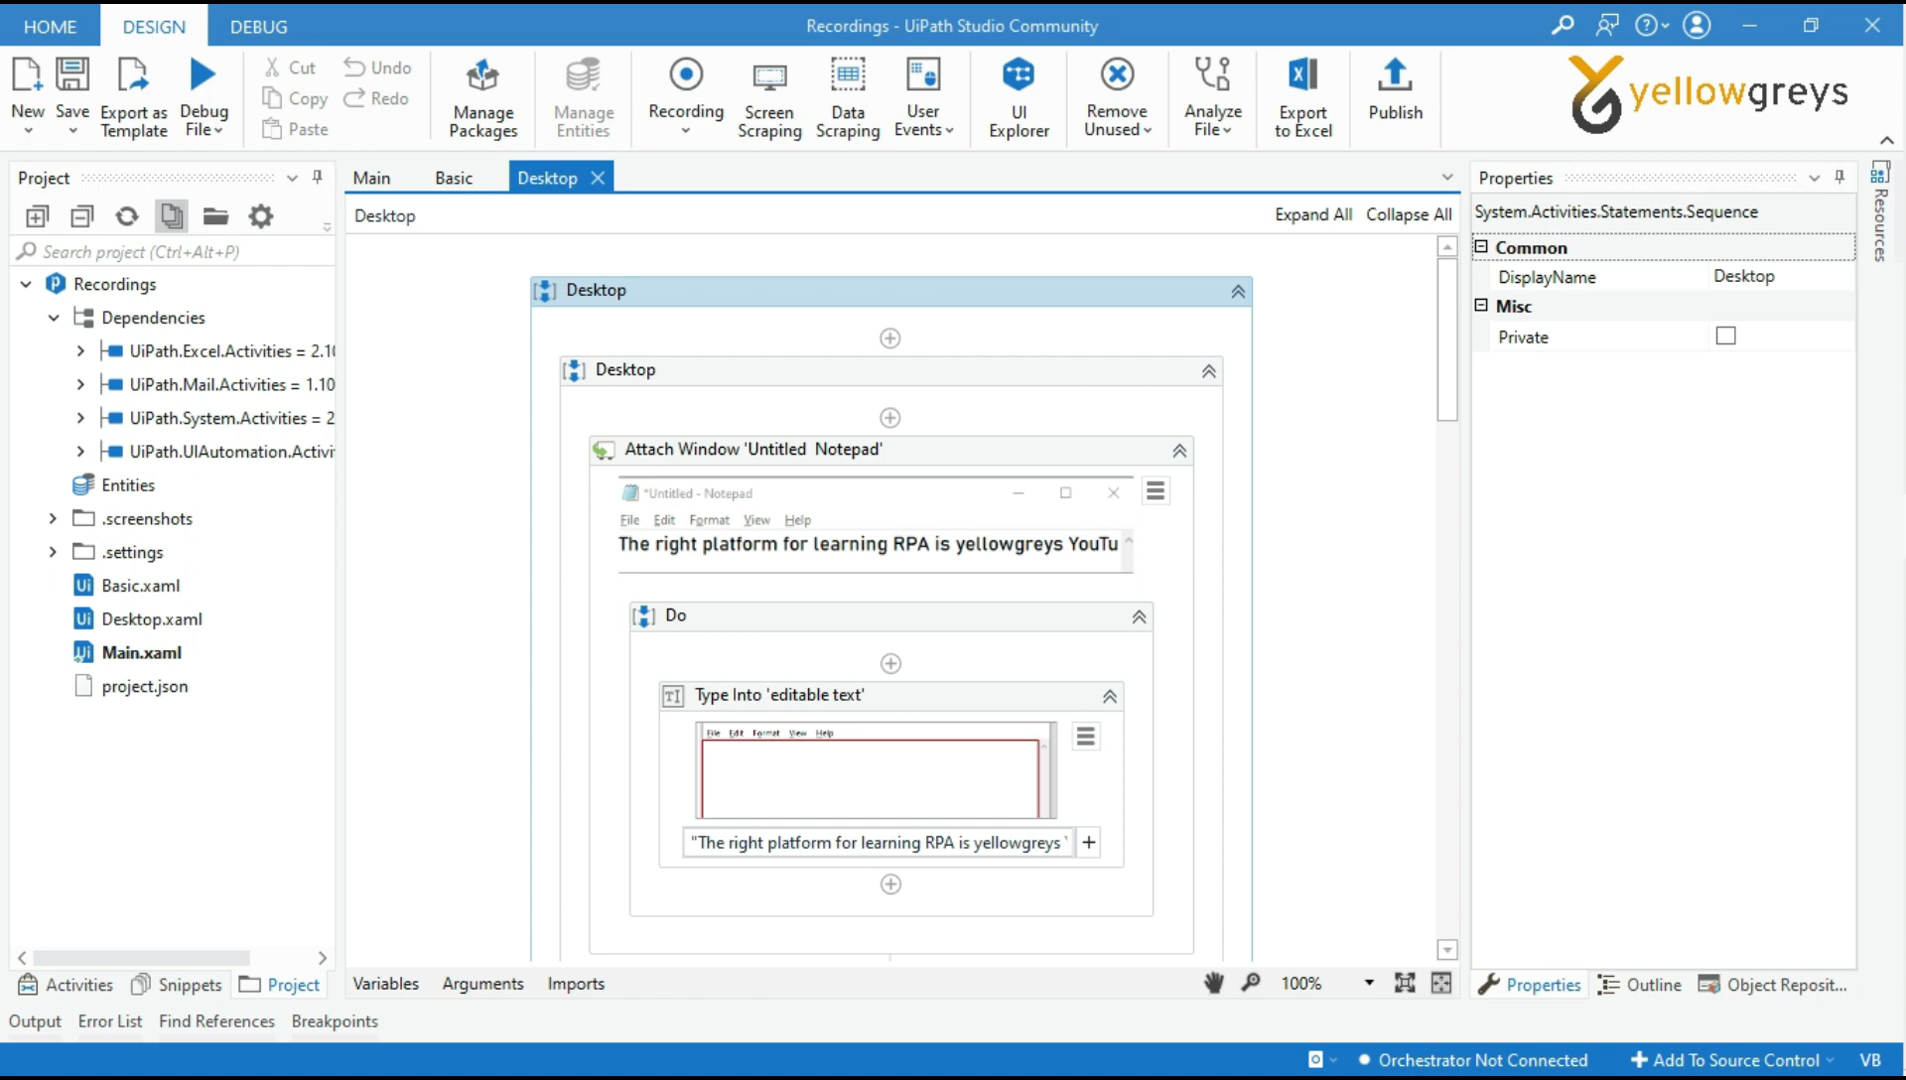 HOME DESIGN DEBUG Recordings - UiPath Studio Community
New Save Export as Template Debug File Cut Copy Paste Undo Redo Manage Packages Manage Entities Recording Screen Scraping Data Scraping User Events UI Explorer Remove Unused Analyze File Export to Excel Publish
yellowgreys
Project
Search project (Ctrl+Alt+P)
Recordings
Dependencies
UiPath.Excel.Activities = 2.1
UiPath.Mail.Activities = 1.10
UiPath.System.Activities = 2
UiPath.UIAutomation.Activi
Entities
.screenshots
.settings
Basic.xaml
Desktop.xaml
Main.xaml
project.json
Activities Snippets Project
Main Basic Desktop
Desktop Expand All Collapse All
Desktop
Desktop
Attach Window 'Untitled Notepad'
*Untitled - Notepad
File Edit Format View Help
The right platform for learning RPA is yellowgreys YouTu
Do
Type Into 'editable text'
File Edit Format View Help
"The right platform for learning RPA is yellowgreys
Variables Arguments Imports 100%
Properties
System.Activities.Statements.Sequence
Common
DisplayName Desktop
Misc
Private
Resources
Properties Outline Object Reposit...
Output Error List Find References Breakpoints
Orchestrator Not Connected Add To Source Control VB